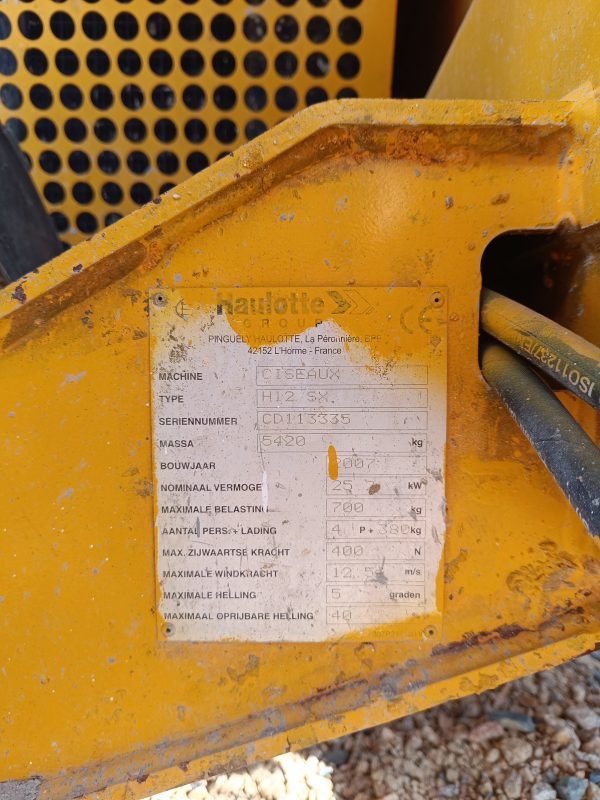 Haulotte
GROUP
PINGUELY HAULOTTE, La Péronnière, BP9
42152 L'Horme - France
CE
MACHINE CISEAUX
TYPE H12 SX
SERIENNUMMER CD113335
MASSA 5420 kg
BOUWJAAR 2007
NOMINAAL VERMOGE 25 kW
MAXIMALE BELASTING 700 kg
AANTAL PERS. + LADING 4 P + 380 kg
MAX. ZIJWAARTSE KRACHT 400 N
MAXIMALE WINDKRACHT 12.5 m/s
MAXIMALE HELLING 5 graden
MAXIMAAL OPRIJBARE HELLING 40